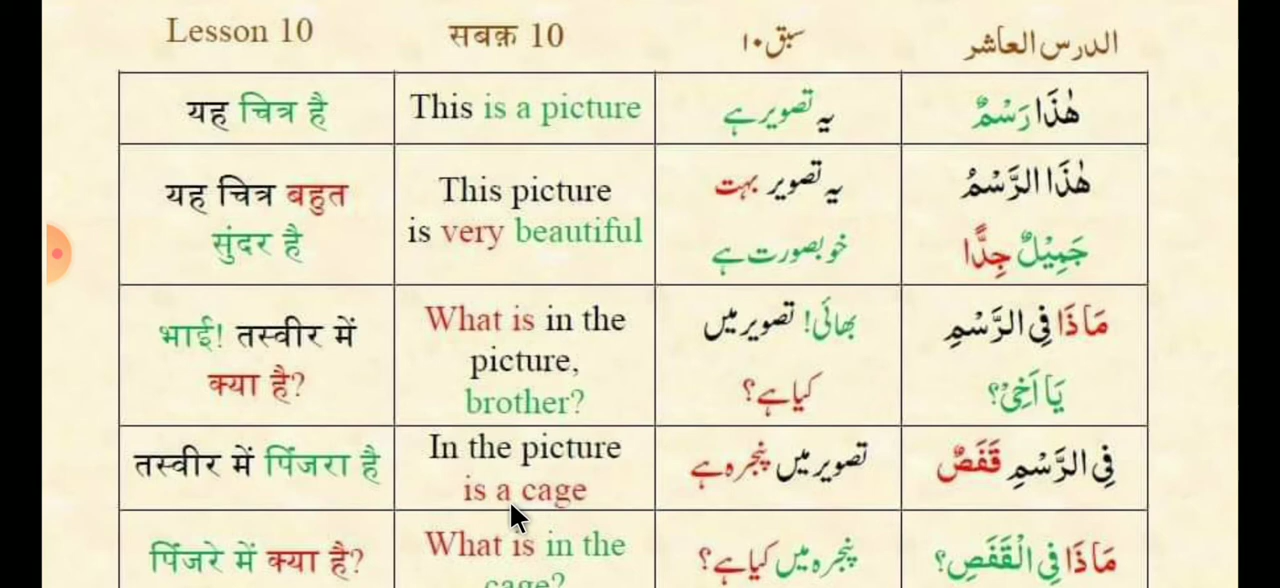 Lesson 10
सबक़ 10
سبق ۱۰
الدرس العاشر
यह चित्र है
This is a picture
یہ تصویر ہے
هٰذَا رَسْمٌ
यह चित्र बहुत
सुंदर है
This picture
is very beautiful
یہ تصویر بہت
خوبصورت ہے
هٰذَا الرَّسْمُ
جَمِيْلٌ جِدًّا
भाई! तस्वीर में
क्या है?
What is in the
picture,
brother?
بھائی! تصویر میں
کیا ہے؟
مَاذَا فِي الرَّسْمِ
يَا اَخِيْ؟
तस्वीर में पिंजरा है
In the picture
is a cage
تصویر میں پنجرہ ہے
فِي الرَّسْمِ قَفَصٌ
पिंजरे में क्या है?
What is in the
cage?
پنجرہ میں کیا ہے؟
مَاذَا فِي الْقَفَصِ؟